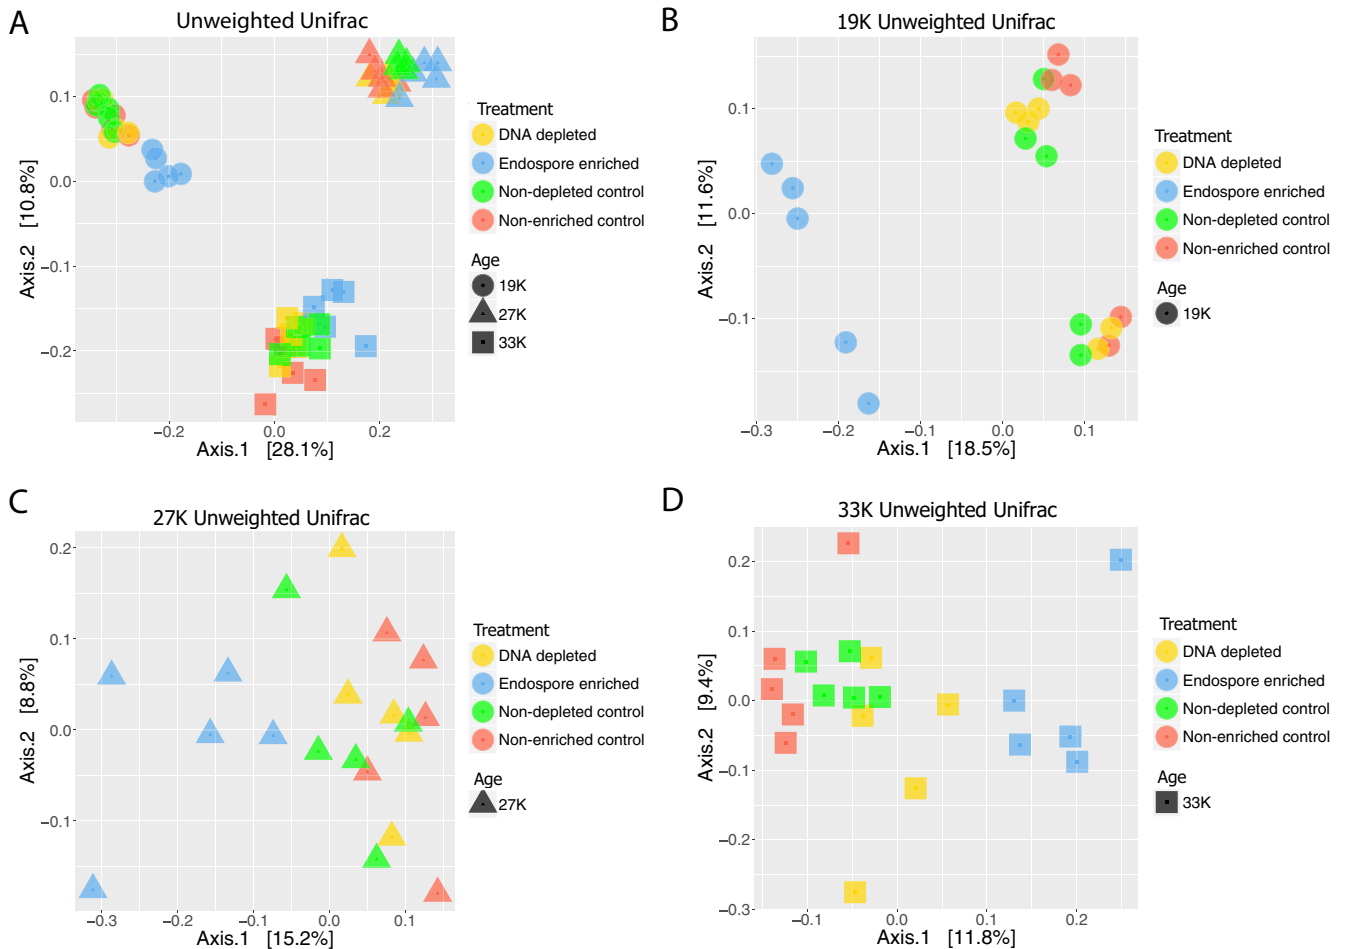 A
Unweighted Unifrac
0.1
0.0
−0.1
−0.2
Axis.2 [10.8%]
−0.2
0.0
0.2
Axis.1 [28.1%]
Treatment
DNA depleted
Endospore enriched
Non-depleted control
Non-enriched control
Age
19K
27K
33K
B
19K Unweighted Unifrac
0.1
0.0
−0.1
Axis.2 [11.6%]
−0.3
−0.2
−0.1
0.0
0.1
Axis.1 [18.5%]
Treatment
DNA depleted
Endospore enriched
Non-depleted control
Non-enriched control
Age
19K
C
27K Unweighted Unifrac
0.2
0.1
0.0
−0.1
Axis.2 [8.8%]
−0.3
−0.2
−0.1
0.0
0.1
Axis.1 [15.2%]
Treatment
DNA depleted
Endospore enriched
Non-depleted control
Non-enriched control
Age
27K
D
33K Unweighted Unifrac
0.2
0.1
0.0
−0.1
−0.2
−0.3
Axis.2 [9.4%]
−0.1
0.0
0.1
0.2
Axis.1 [11.8%]
Treatment
DNA depleted
Endospore enriched
Non-depleted control
Non-enriched control
Age
33K